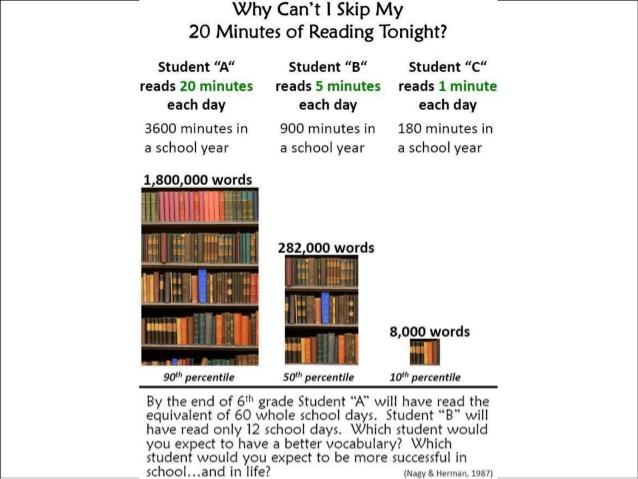 Why Can't I Skip My
20 Minutes of Reading Tonight?
Student "A"
reads 20 minutes
each day
3600 minutes in
a school year
1,800,000 words
90th percentile
Student "B"
reads 5 minutes
each day
900 minutes in
a school year
282,000 words
50th percentile
Student "C"
reads 1 minute
each day
180 minutes in
a school year
8,000 words
10th percentile
By the end of 6th grade Student "A" will have read the
equivalent of 60 whole school days. Student "B" will
have read only 12 school days. Which student would
you expect to have a better vocabulary? Which
student would you expect to be more successful in
school...and in life?
(Nagy & Herman, 1987)